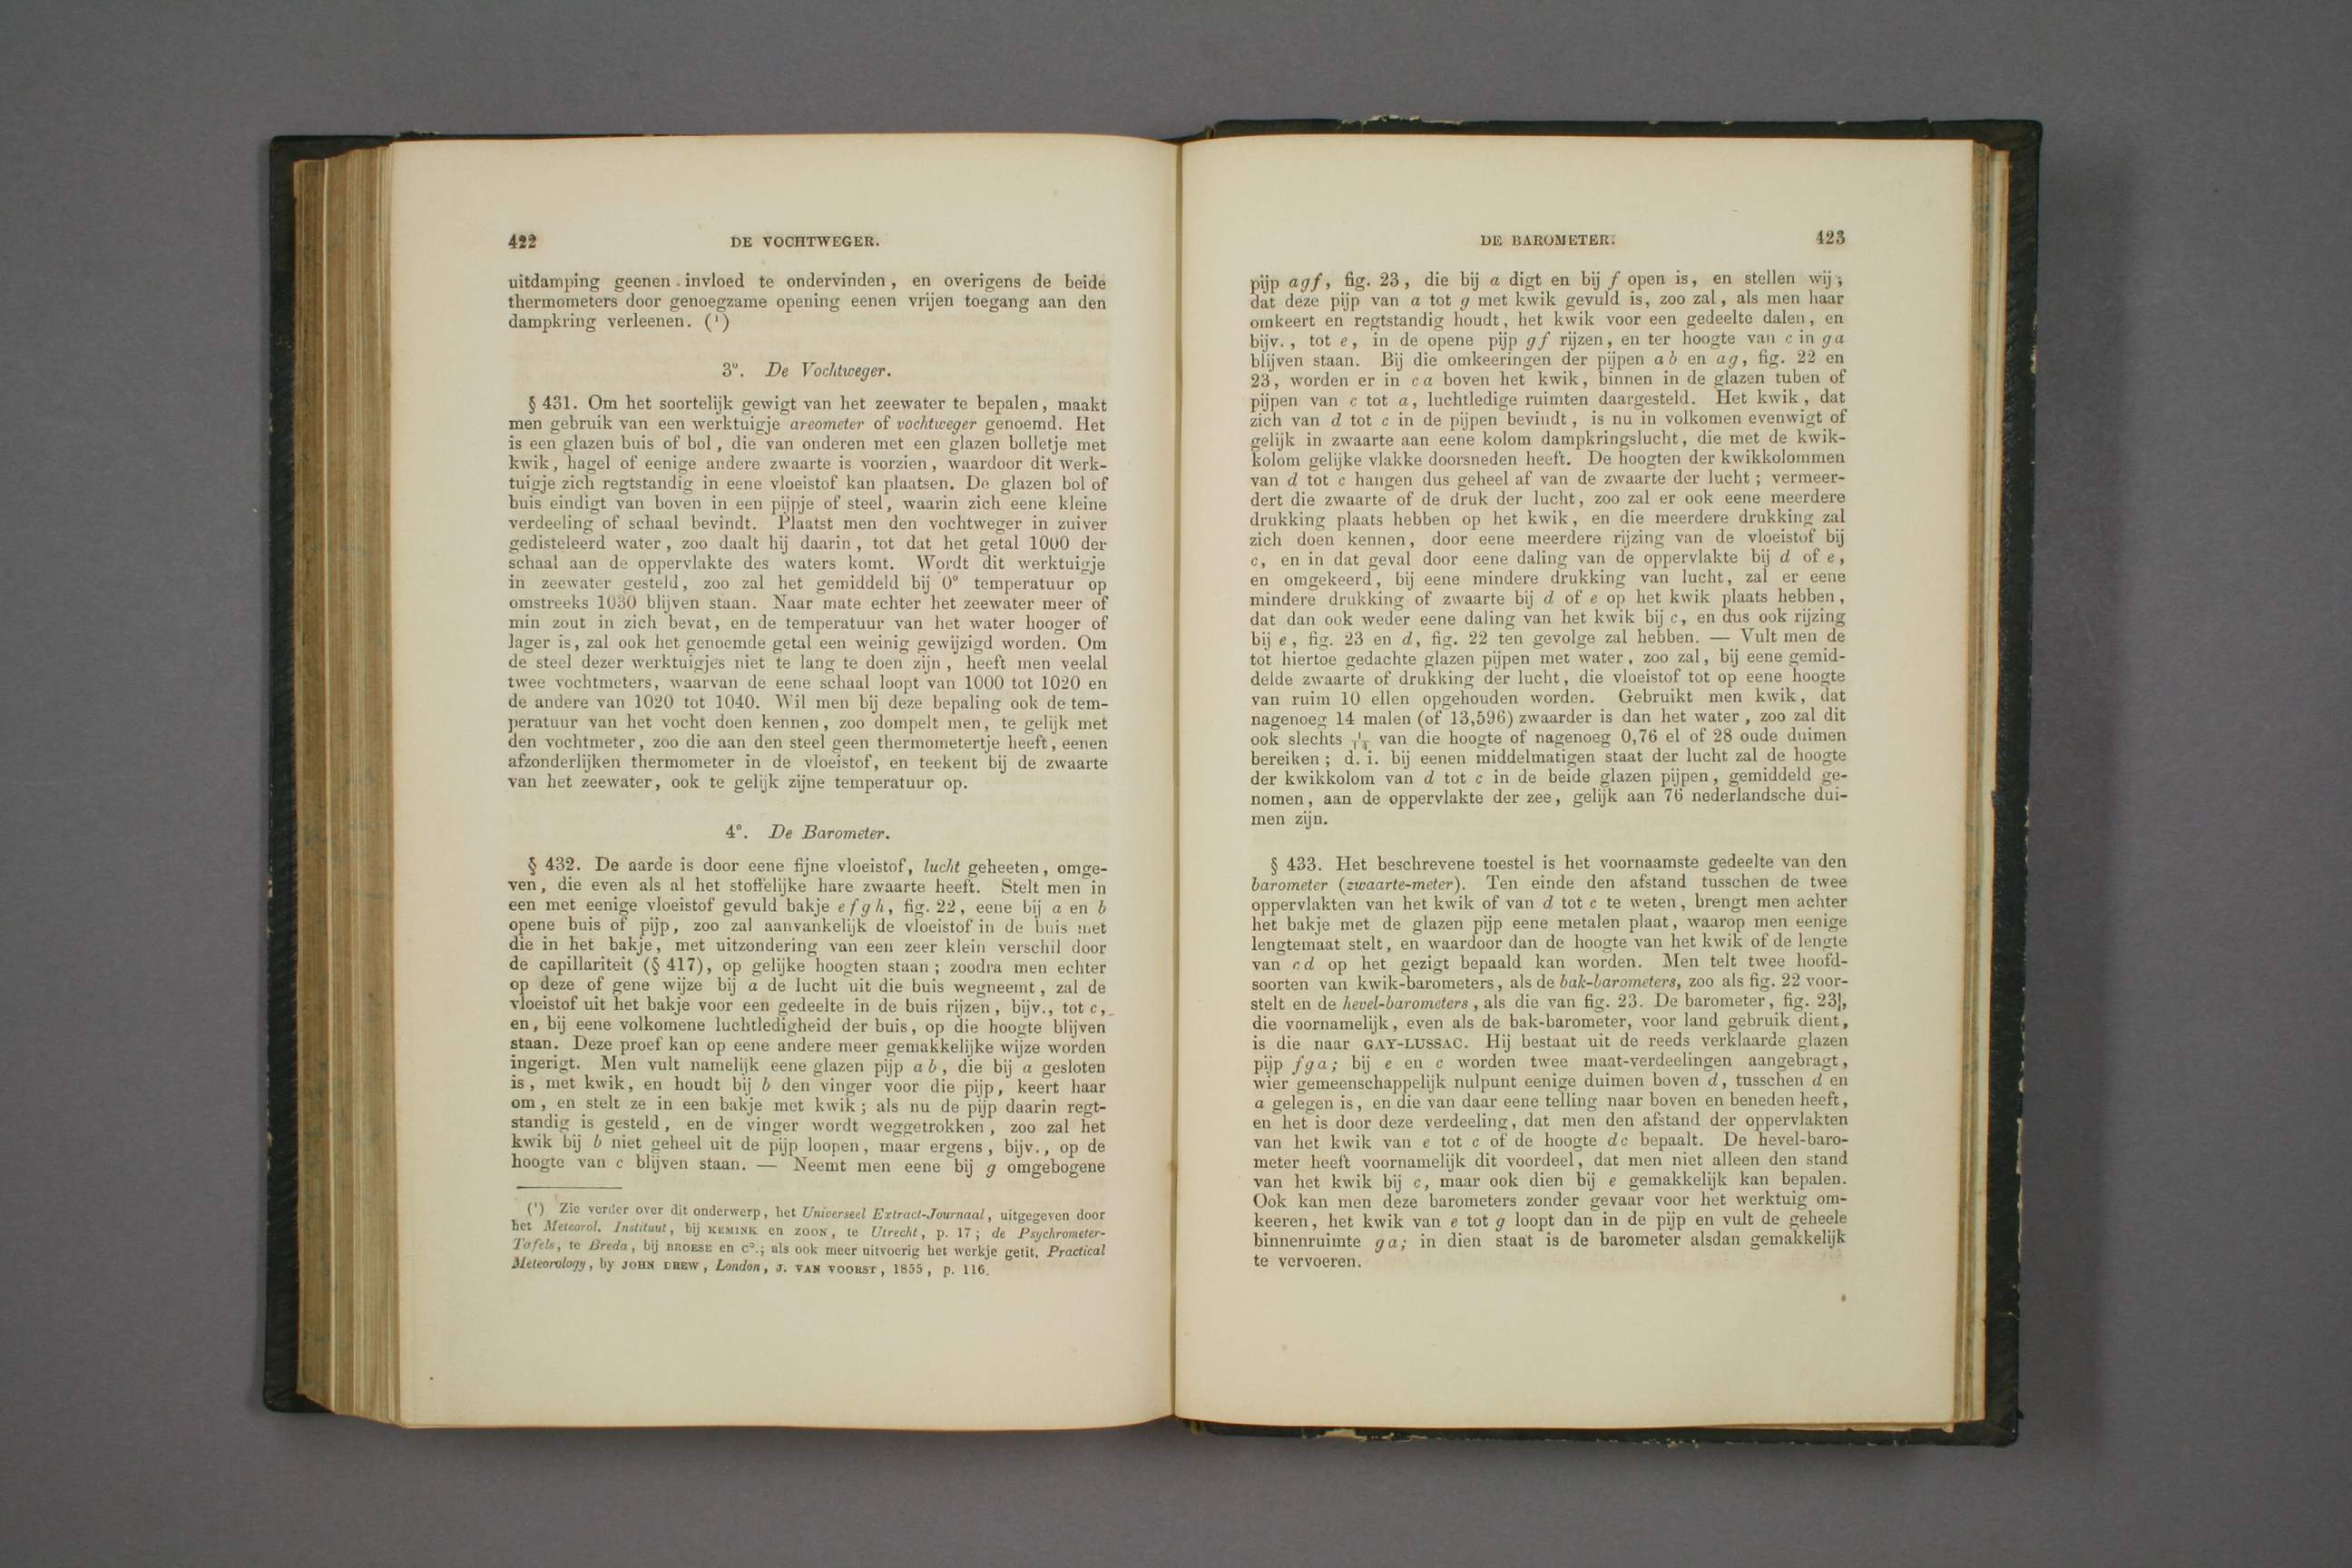 422
DE VOCHTWEGER.
uitdamping geenen invloed te ondervinden, en overigens de beide
thermometers door genoegzame opening eenen vrijen toegang aan den
dampkring verleenen. (¹)
3°. De Vochtweger.
§ 431. Om het soortelijk gewigt van het zeewater te bepalen, maakt
men gebruik van een werktuigje areometer of vochtweger genoemd. Het
is een glazen buis of bol, die van onderen met een glazen bolletje met
kwik, hagel of eenige andere zwaarte is voorzien, waardoor dit werk-
tuigje zich regtstandig in eene vloeistof kan plaatsen. De glazen bol of
buis eindigt van boven in een pijpje of steel, waarin zich eene kleine
verdeeling of schaal bevindt. Plaatst men den vochtweger in zuiver
gedisteleerd water, zoo daalt hij daarin, tot dat het getal 1000 der
schaal aan de oppervlakte des waters komt. Wordt dit werktuigje
in zeewater gesteld, zoo zal het gemiddeld bij 0° temperatuur op
omstreeks 1030 blijven staan. Naar mate echter het zeewater meer of
min zout in zich bevat, en de temperatuur van het water hooger of
lager is, zal ook het genoemde getal een weinig gewijzigd worden. Om
de steel dezer werktuigjes niet te lang te doen zijn, heeft men veelal
twee vochtmeters, waarvan de eene schaal loopt van 1000 tot 1020 en
de andere van 1020 tot 1040. Wil men bij deze bepaling ook de tem-
peratuur van het vocht doen kennen, zoo dompelt men, te gelijk met
den vochtmeter, zoo die aan den steel geen thermometertje heeft, eenen
afzonderlijken thermometer in de vloeistof, en teekent bij de zwaarte
van het zeewater, ook te gelijk zijne temperatuur op.
4°. De Barometer.
§ 432. De aarde is door eene fijne vloeistof, lucht geheeten, omge-
ven, die even als al het stoffelijke hare zwaarte heeft. Stelt men in
een met eenige vloeistof gevuld bakje e f g h, fig. 22, eene bij a en b
opene buis of pijp, zoo zal aanvankelijk de vloeistof in de buis met
die in het bakje, met uitzondering van een zeer klein verschil door
de capillariteit (§ 417), op gelijke hoogten staan; zoodra men echter
op deze of gene wijze bij a de lucht uit die buis wegneemt, zal de
vloeistof uit het bakje voor een gedeelte in de buis rijzen, bijv., tot c,
en, bij eene volkomene luchtledigheid der buis, op die hoogte blijven
staan. Deze proef kan op eene andere meer gemakkelijke wijze worden
ingerigt. Men vult namelijk eene glazen pijp a b, die bij a gesloten
is, met kwik, en houdt bij b den vinger voor die pijp, keert haar
om, en stelt ze in een bakje met kwik; als nu de pijp daarin regt-
standig is gesteld, en de vinger wordt weggetrokken, zoo zal het
kwik bij b niet geheel uit de pijp loopen, maar ergens, bijv., op de
hoogte van c blijven staan. — Neemt men eene bij g omgebogene
(¹) Zie verder over dit onderwerp, het Universeel Extract-Journaal, uitgegeven door
het Meteorol. Instituut, bij KEMINK en ZOON, te Utrecht, p. 17; de Psychrometer-
Tafels, te Breda, bij BROESE en C°.; als ook meer uitvoerig het werkje getit. Practical
Meteorology, by JOHN DREW, London, J. VAN VOORST, 1855, p. 116.
DE BAROMETER.
423
pijp agf, fig. 23, die bij a digt en bij f open is, en stellen wij;
dat deze pijp van a tot g met kwik gevuld is, zoo zal, als men haar
omkeert en regtstandig houdt, het kwik voor een gedeelte dalen, en
bijv., tot e, in de opene pijp gf rijzen, en ter hoogte van c in ga
blijven staan. Bij die omkeeringen der pijpen a b en ag, fig. 22 en
23, worden er in c a boven het kwik, binnen in de glazen tuben of
pijpen van c tot a, luchtledige ruimten daargesteld. Het kwik, dat
zich van d tot c in de pijpen bevindt, is nu in volkomen evenwigt of
gelijk in zwaarte aan eene kolom dampkringslucht, die met de kwik-
kolom gelijke vlakke doorsneden heeft. De hoogten der kwikkolommen
van d tot c hangen dus geheel af van de zwaarte der lucht; vermeer-
dert die zwaarte of de druk der lucht, zoo zal er ook eene meerdere
drukking plaats hebben op het kwik, en die meerdere drukking zal
zich doen kennen, door eene meerdere rijzing van de vloeistof bij
c, en in dat geval door eene daling van de oppervlakte bij d of e,
en omgekeerd, bij eene mindere drukking van lucht, zal er eene
mindere drukking of zwaarte bij d of e op het kwik plaats hebben,
dat dan ook weder eene daling van het kwik bij c, en dus ook rijzing
bij e, fig. 23 en d, fig. 22 ten gevolge zal hebben. — Vult men de
tot hiertoe gedachte glazen pijpen met water, zoo zal, bij eene gemid-
delde zwaarte of drukking der lucht, die vloeistof tot op eene hoogte
van ruim 10 ellen opgehouden worden. Gebruikt men kwik, dat
nagenoeg 14 malen (of 13,596) zwaarder is dan het water, zoo zal dit
ook slechts 1/14 van die hoogte of nagenoeg 0,76 el of 28 oude duimen
bereiken; d. i. bij eenen middelmatigen staat der lucht zal de hoogte
der kwikkolom van d tot c in de beide glazen pijpen, gemiddeld ge-
nomen, aan de oppervlakte der zee, gelijk aan 76 nederlandsche dui-
men zijn.
§ 433. Het beschrevene toestel is het voornaamste gedeelte van den
barometer (zwaarte-meter). Ten einde den afstand tusschen de twee
oppervlakten van het kwik of van d tot c te weten, brengt men achter
het bakje met de glazen pijp eene metalen plaat, waarop men eenige
lengtemaat stelt, en waardoor dan de hoogte van het kwik of de lengte
van c d op het gezigt bepaald kan worden. Men telt twee hoofd-
soorten van kwik-barometers, als de bak-barometers, zoo als fig. 22 voor-
stelt en de hevel-barometers, als die van fig. 23. De barometer, fig. 23],
die voornamelijk, even als de bak-barometer, voor land gebruik dient,
is die naar GAY-LUSSAC. Hij bestaat uit de reeds verklaarde glazen
pijp fga; bij e en c worden twee maat-verdeelingen aangebragt,
wier gemeenschappelijk nulpunt eenige duimen boven d, tusschen d en
a gelegen is, en die van daar eene telling naar boven en beneden heeft,
en het is door deze verdeeling, dat men den afstand der oppervlakten
van het kwik van e tot c of de hoogte dc bepaalt. De hevel-baro-
meter heeft voornamelijk dit voordeel, dat men niet alleen den stand
van het kwik bij c, maar ook dien bij e gemakkelijk kan bepalen.
Ook kan men deze barometers zonder gevaar voor het werktuig om-
keeren, het kwik van e tot g loopt dan in de pijp en vult de geheele
binnenruimte ga; in dien staat is de barometer alsdan gemakkelijk
te vervoeren.